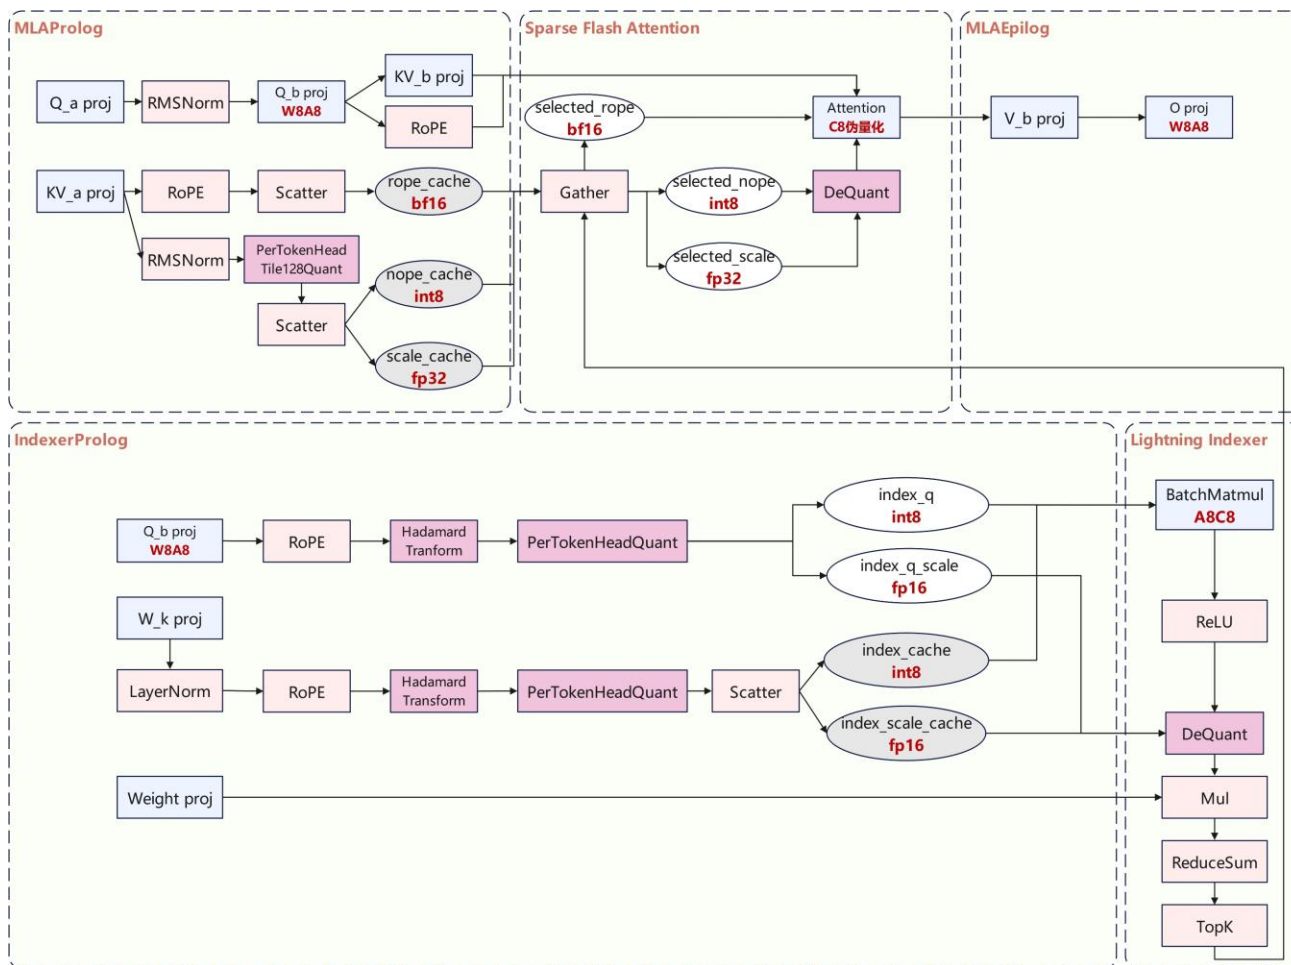 MLAProlog
Q_a proj
RMSNorm
Q_b proj
W8A8
KV_b proj
RoPE
KV_a proj
RoPE
Scatter
rope_cache
bf16
RMSNorm
PerTokenHead
Tile128Quant
Scatter
nope_cache
int8
scale_cache
fp32
Sparse Flash Attention
selected_rope
bf16
Attention
C8伪量化
Gather
selected_nope
int8
DeQuant
selected_scale
fp32
MLAEpilog
V_b proj
O proj
W8A8
IndexerProlog
Q_b proj
W8A8
RoPE
Hadamard
Tranform
PerTokenHeadQuant
index_q
int8
index_q_scale
fp16
W_k proj
LayerNorm
RoPE
Hadamard
Transform
PerTokenHeadQuant
Scatter
index_cache
int8
index_scale_cache
fp16
Weight proj
Lightning Indexer
BatchMatmul
A8C8
ReLU
DeQuant
Mul
ReduceSum
TopK